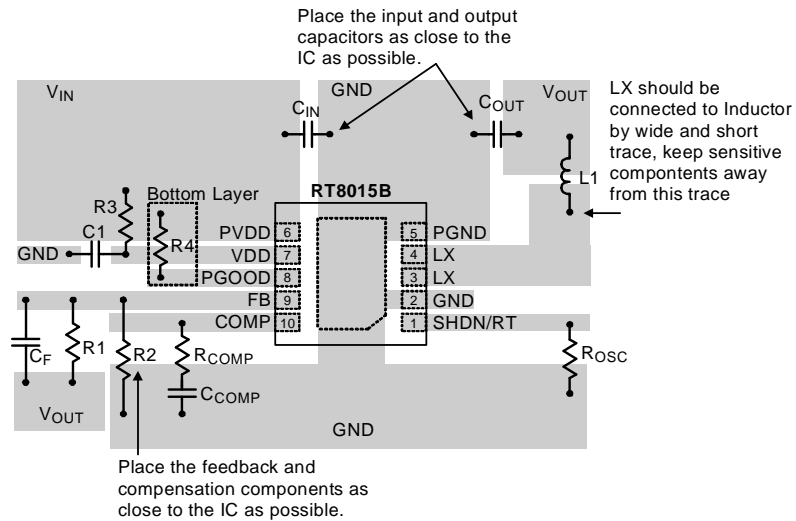 Place the input and output
capacitors as close to the
IC as possible.
VIN
GND
CIN
COUT
VOUT
LX should be
connected to Inductor
by wide and short
trace, keep sensitive
compontents away
from this trace
L1
Bottom Layer
RT8015B
R3
R4
C1
GND
PVDD 6
5 PGND
VDD 7
4 LX
PGOOD 8
3 LX
FB 9
2 GND
COMP 10
1 SHDN/RT
CF
R1
R2
RCOMP
CCOMP
ROSC
VOUT
GND
Place the feedback and
compensation components as
close to the IC as possible.